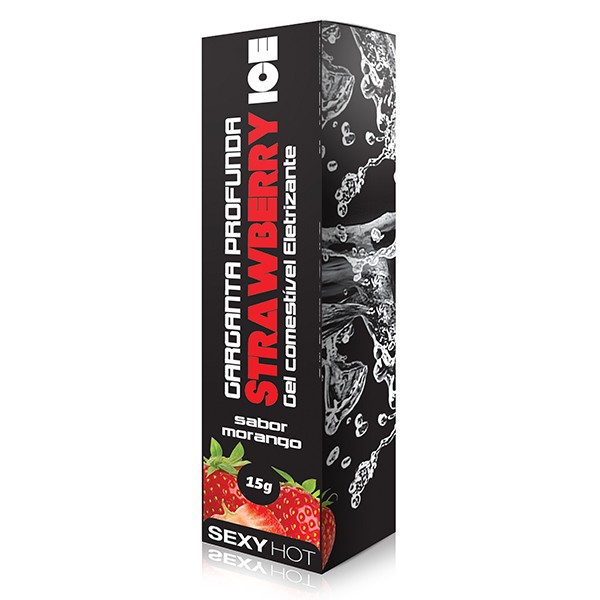 GARGANTA PROFUNDA
STRAWBERRY ICE
Gel comestível Eletrizante
sabor
morango
15g
SEXY HOT